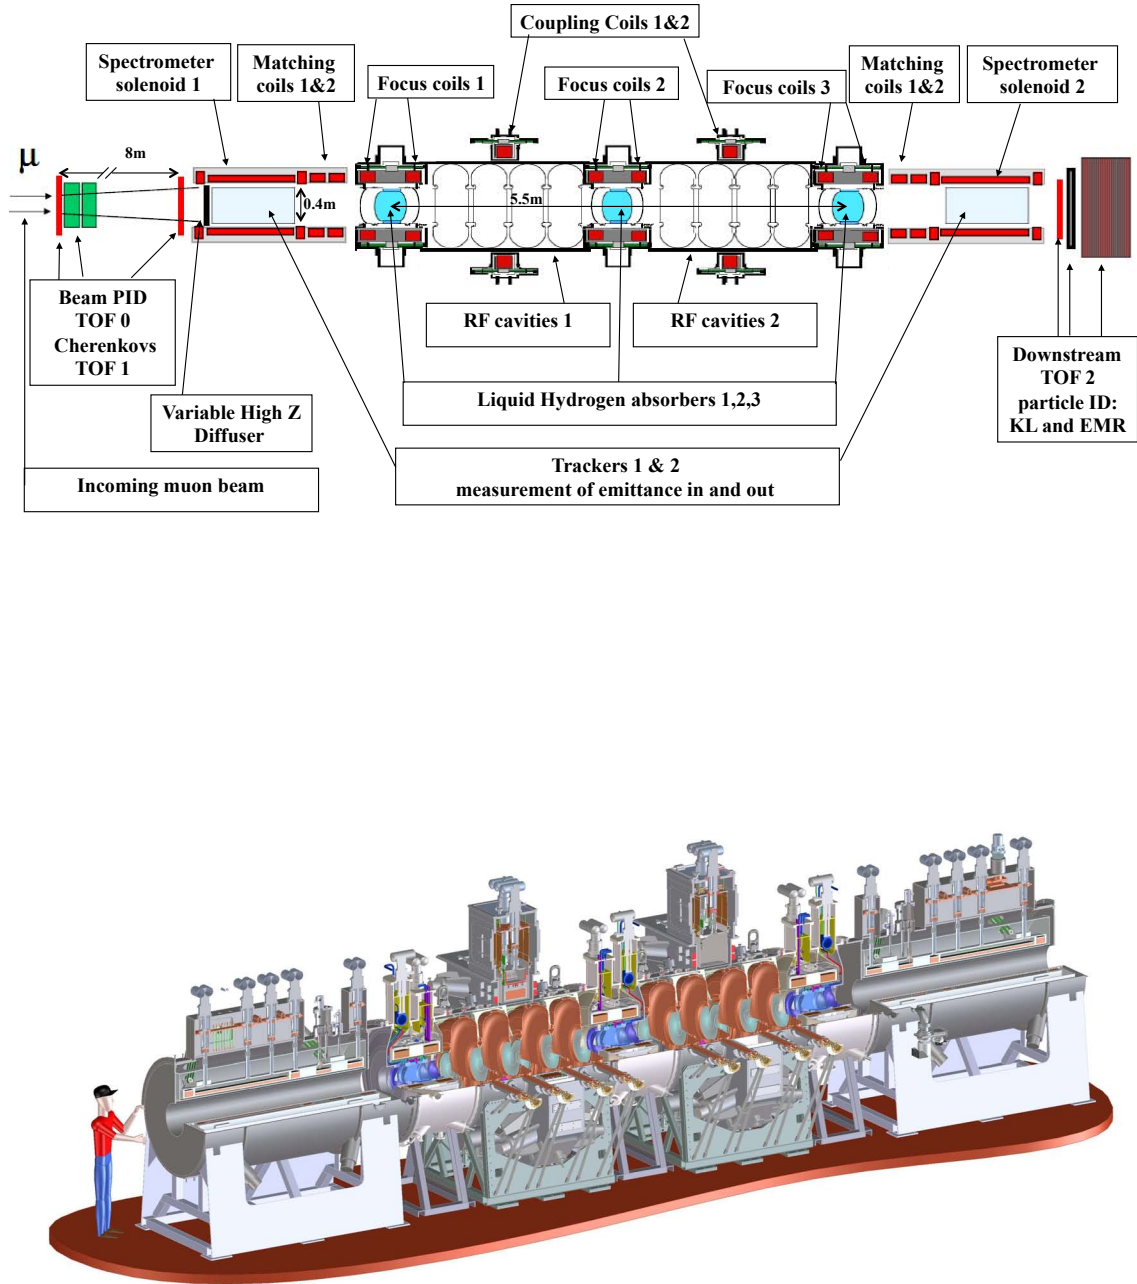 Coupling Coils 1&2
Spectrometer
solenoid 1
Matching
coils 1&2
Focus coils 1
Focus coils 2
Focus coils 3
Matching
coils 1&2
Spectrometer
solenoid 2
μ
8m
0.4m
5.5m
Beam PID
TOF 0
Cherenkovs
TOF 1
RF cavities 1
RF cavities 2
Downstream
TOF 2
particle ID:
KL and EMR
Variable High Z
Diffuser
Liquid Hydrogen absorbers 1,2,3
Incoming muon beam
Trackers 1 & 2
measurement of emittance in and out